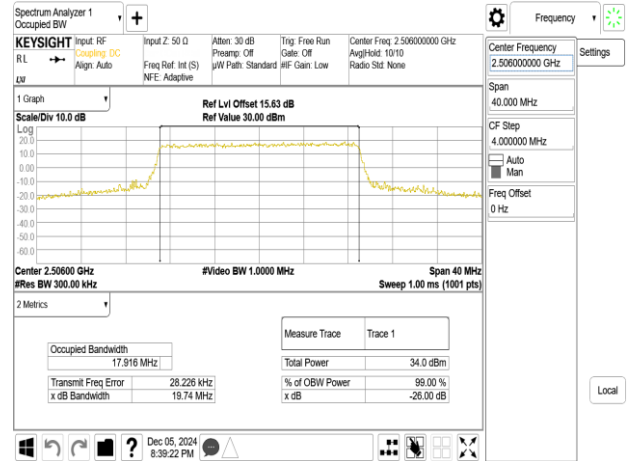 Spectrum Analyzer 1
Occupied BW
+
Frequency
KEYSIGHT
RL
LXI
Input: RF
Coupling: DC
Align: Auto
Input Z: 50 Ω
Freq Ref: Int (S)
NFE: Adaptive
Atten: 30 dB
Preamp: Off
µW Path: Standard
Trig: Free Run
Gate: Off
#IF Gain: Low
Center Freq: 2.506000000 GHz
Avg|Hold: 10/10
Radio Std: None
Center Frequency
2.506000000 GHz
Settings
Span
40.000 MHz
CF Step
4.000000 MHz
Auto
Man
Freq Offset
0 Hz
Local
1 Graph
Scale/Div 10.0 dB
Ref Lvl Offset 15.63 dB
Ref Value 30.00 dBm
Log
20.0
10.0
0.00
-10.0
-20.0
-30.0
-40.0
-50.0
-60.0
Center 2.50600 GHz
#Video BW 1.0000 MHz
Span 40 MHz
#Res BW 300.00 kHz
Sweep 1.00 ms (1001 pts)
2 Metrics
Measure Trace Trace 1
Occupied Bandwidth
17.916 MHz
Total Power 34.0 dBm
Transmit Freq Error 28.226 kHz
% of OBW Power 99.00 %
x dB Bandwidth 19.74 MHz
x dB -26.00 dB
?
Dec 05, 2024
8:39:22 PM